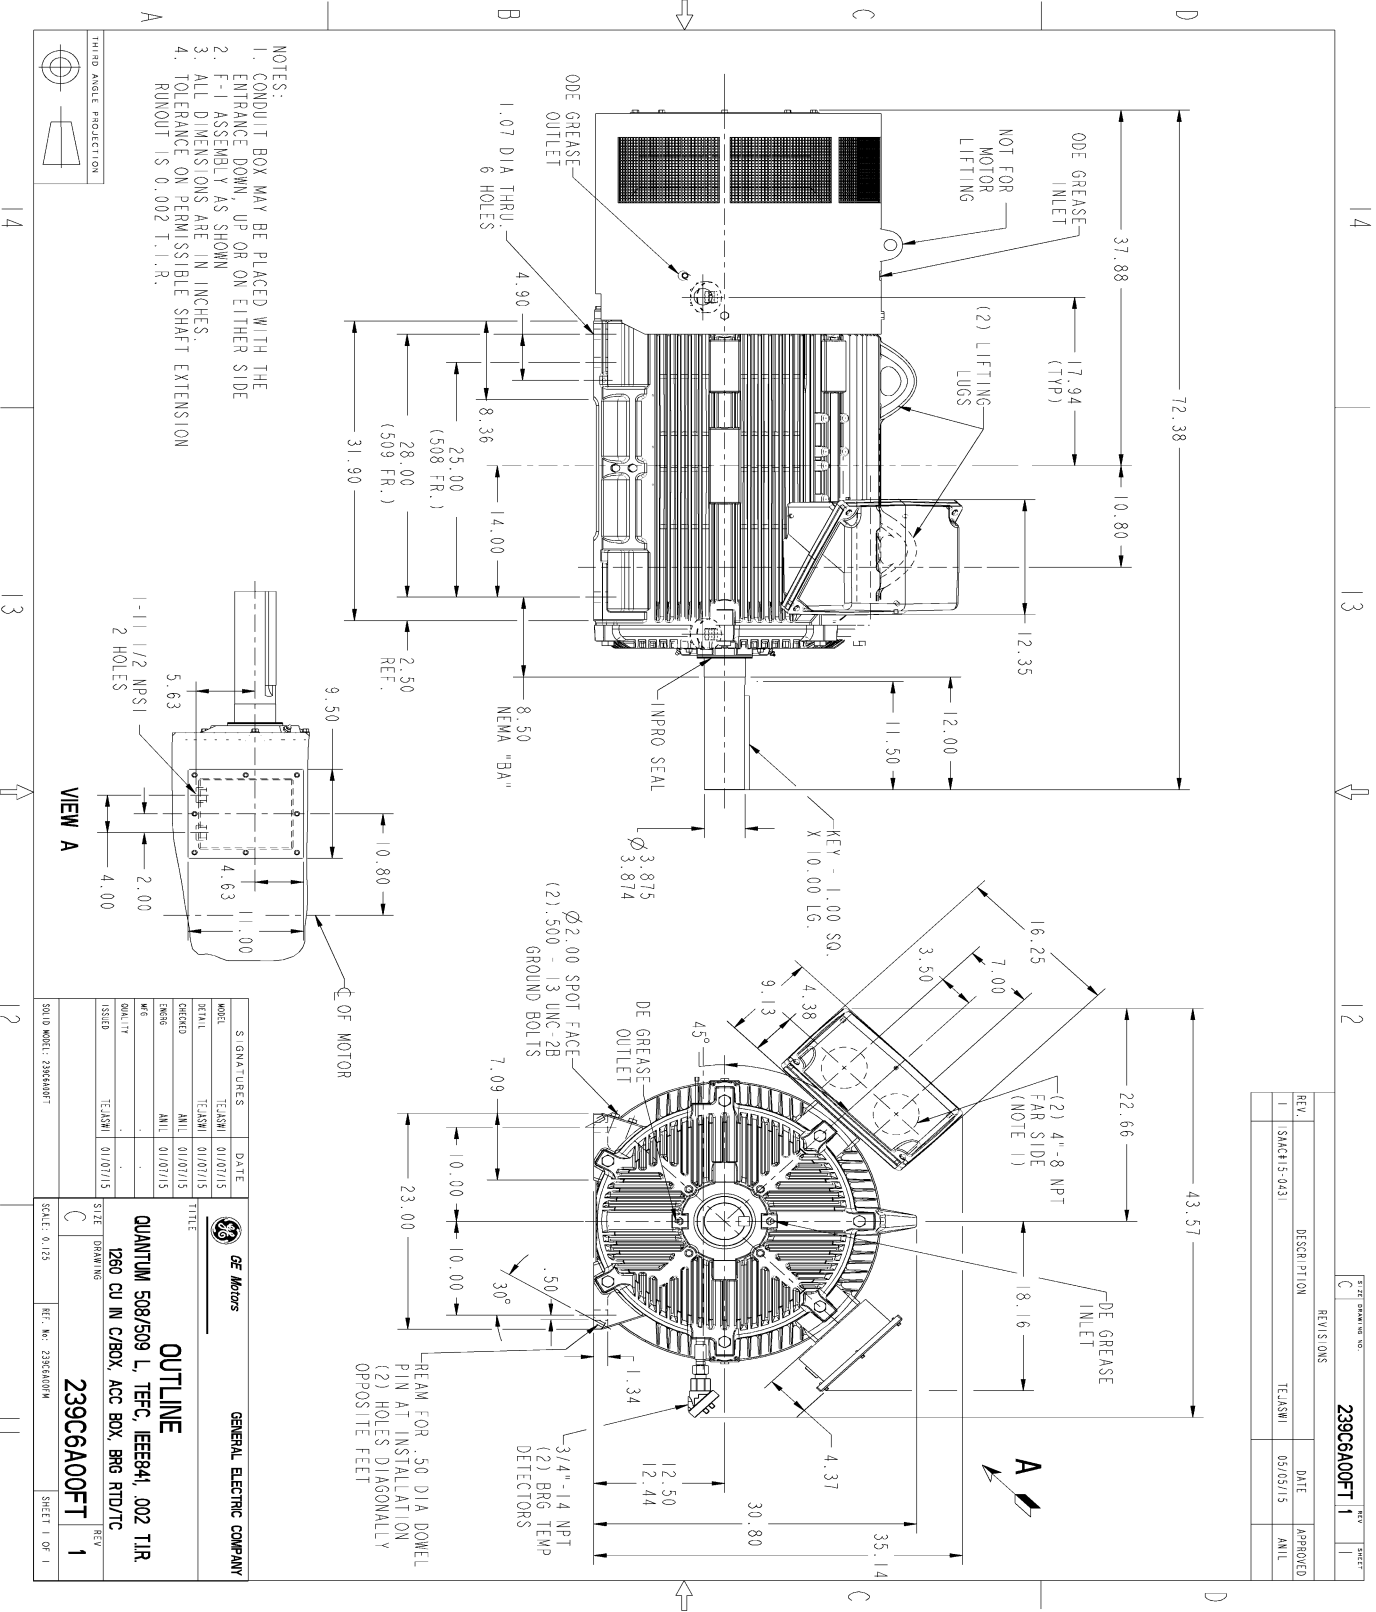 SIZE
C
DRAWING NO.
239C6A00FT
REV
1
SHEET
1
REVISIONS
REV.
DESCRIPTION
DATE
APPROVED
1
ISAAC#15-0431
TEJASWI
05/05/15
ANIL
D
C
B
A
14
13
12
11
72.38
37.88
10.80
17.94
(TYP)
12.35
12.00
11.50
ODE GREASE
INLET
NOT FOR
MOTOR
LIFTING
(2) LIFTING
LUGS
ODE GREASE
OUTLET
1.07 DIA THRU.
6 HOLES
4.90
8.36
14.00
25.00
(508 FR.)
28.00
(509 FR.)
31.90
2.50
REF.
8.50
NEMA "BA"
INPRO SEAL
KEY - 1.00 SQ.
X 10.00 LG.
Ø 3.875
3.874
43.57
22.66
18.16
16.25
7.00
3.50
4.38
9.13
45°
(2) 4"-8 NPT
FAR SIDE
(NOTE 1)
DE GREASE
INLET
DE GREASE
OUTLET
Ø2.00 SPOT FACE
(2).500 - 13 UNC-2B
GROUND BOLTS
7.09
10.00
10.00
23.00
.50
30°
1.34
4.37
12.50
12.44
30.80
35.14
A
3/4"-14 NPT
(2) BRG TEMP
DETECTORS
REAM FOR .50 DIA DOWEL
PIN AT INSTALLATION
(2) HOLES DIAGONALLY
OPPOSITE FEET
NOTES:
1. CONDUIT BOX MAY BE PLACED WITH THE
ENTRANCE DOWN, UP OR ON EITHER SIDE
2. F-1 ASSEMBLY AS SHOWN
3. ALL DIMENSIONS ARE IN INCHES.
4. TOLERANCE ON PERMISSIBLE SHAFT EXTENSION
RUNOUT IS 0.002 T.I.R.
THIRD ANGLE PROJECTION
1-11 1/2 NPSI
2 HOLES
5.63
9.50
10.80
4.63
11.00
2.00
4.00
VIEW A
℄ OF MOTOR
SIGNATURES
DATE
MODEL
TEJASWI
01/07/15
DETAIL
TEJASWI
01/07/15
CHECKED
ANIL
01/07/15
ENGRG
ANIL
01/07/15
MFG
QUALITY
ISSUED
TEJASWI
01/07/15
SOLID MODEL: 239C6A00FT
GE Motors
GENERAL ELECTRIC COMPANY
TITLE
OUTLINE
QUANTUM 508/509 L, TEFC, IEEE841, .002 T.I.R.
1260 CU IN C/BOX, ACC BOX, BRG RTD/TC
SIZE
C
DRAWING
239C6A00FT
REV
1
SCALE: 0.125
REF. No: 239C6A00FM
SHEET 1 OF 1